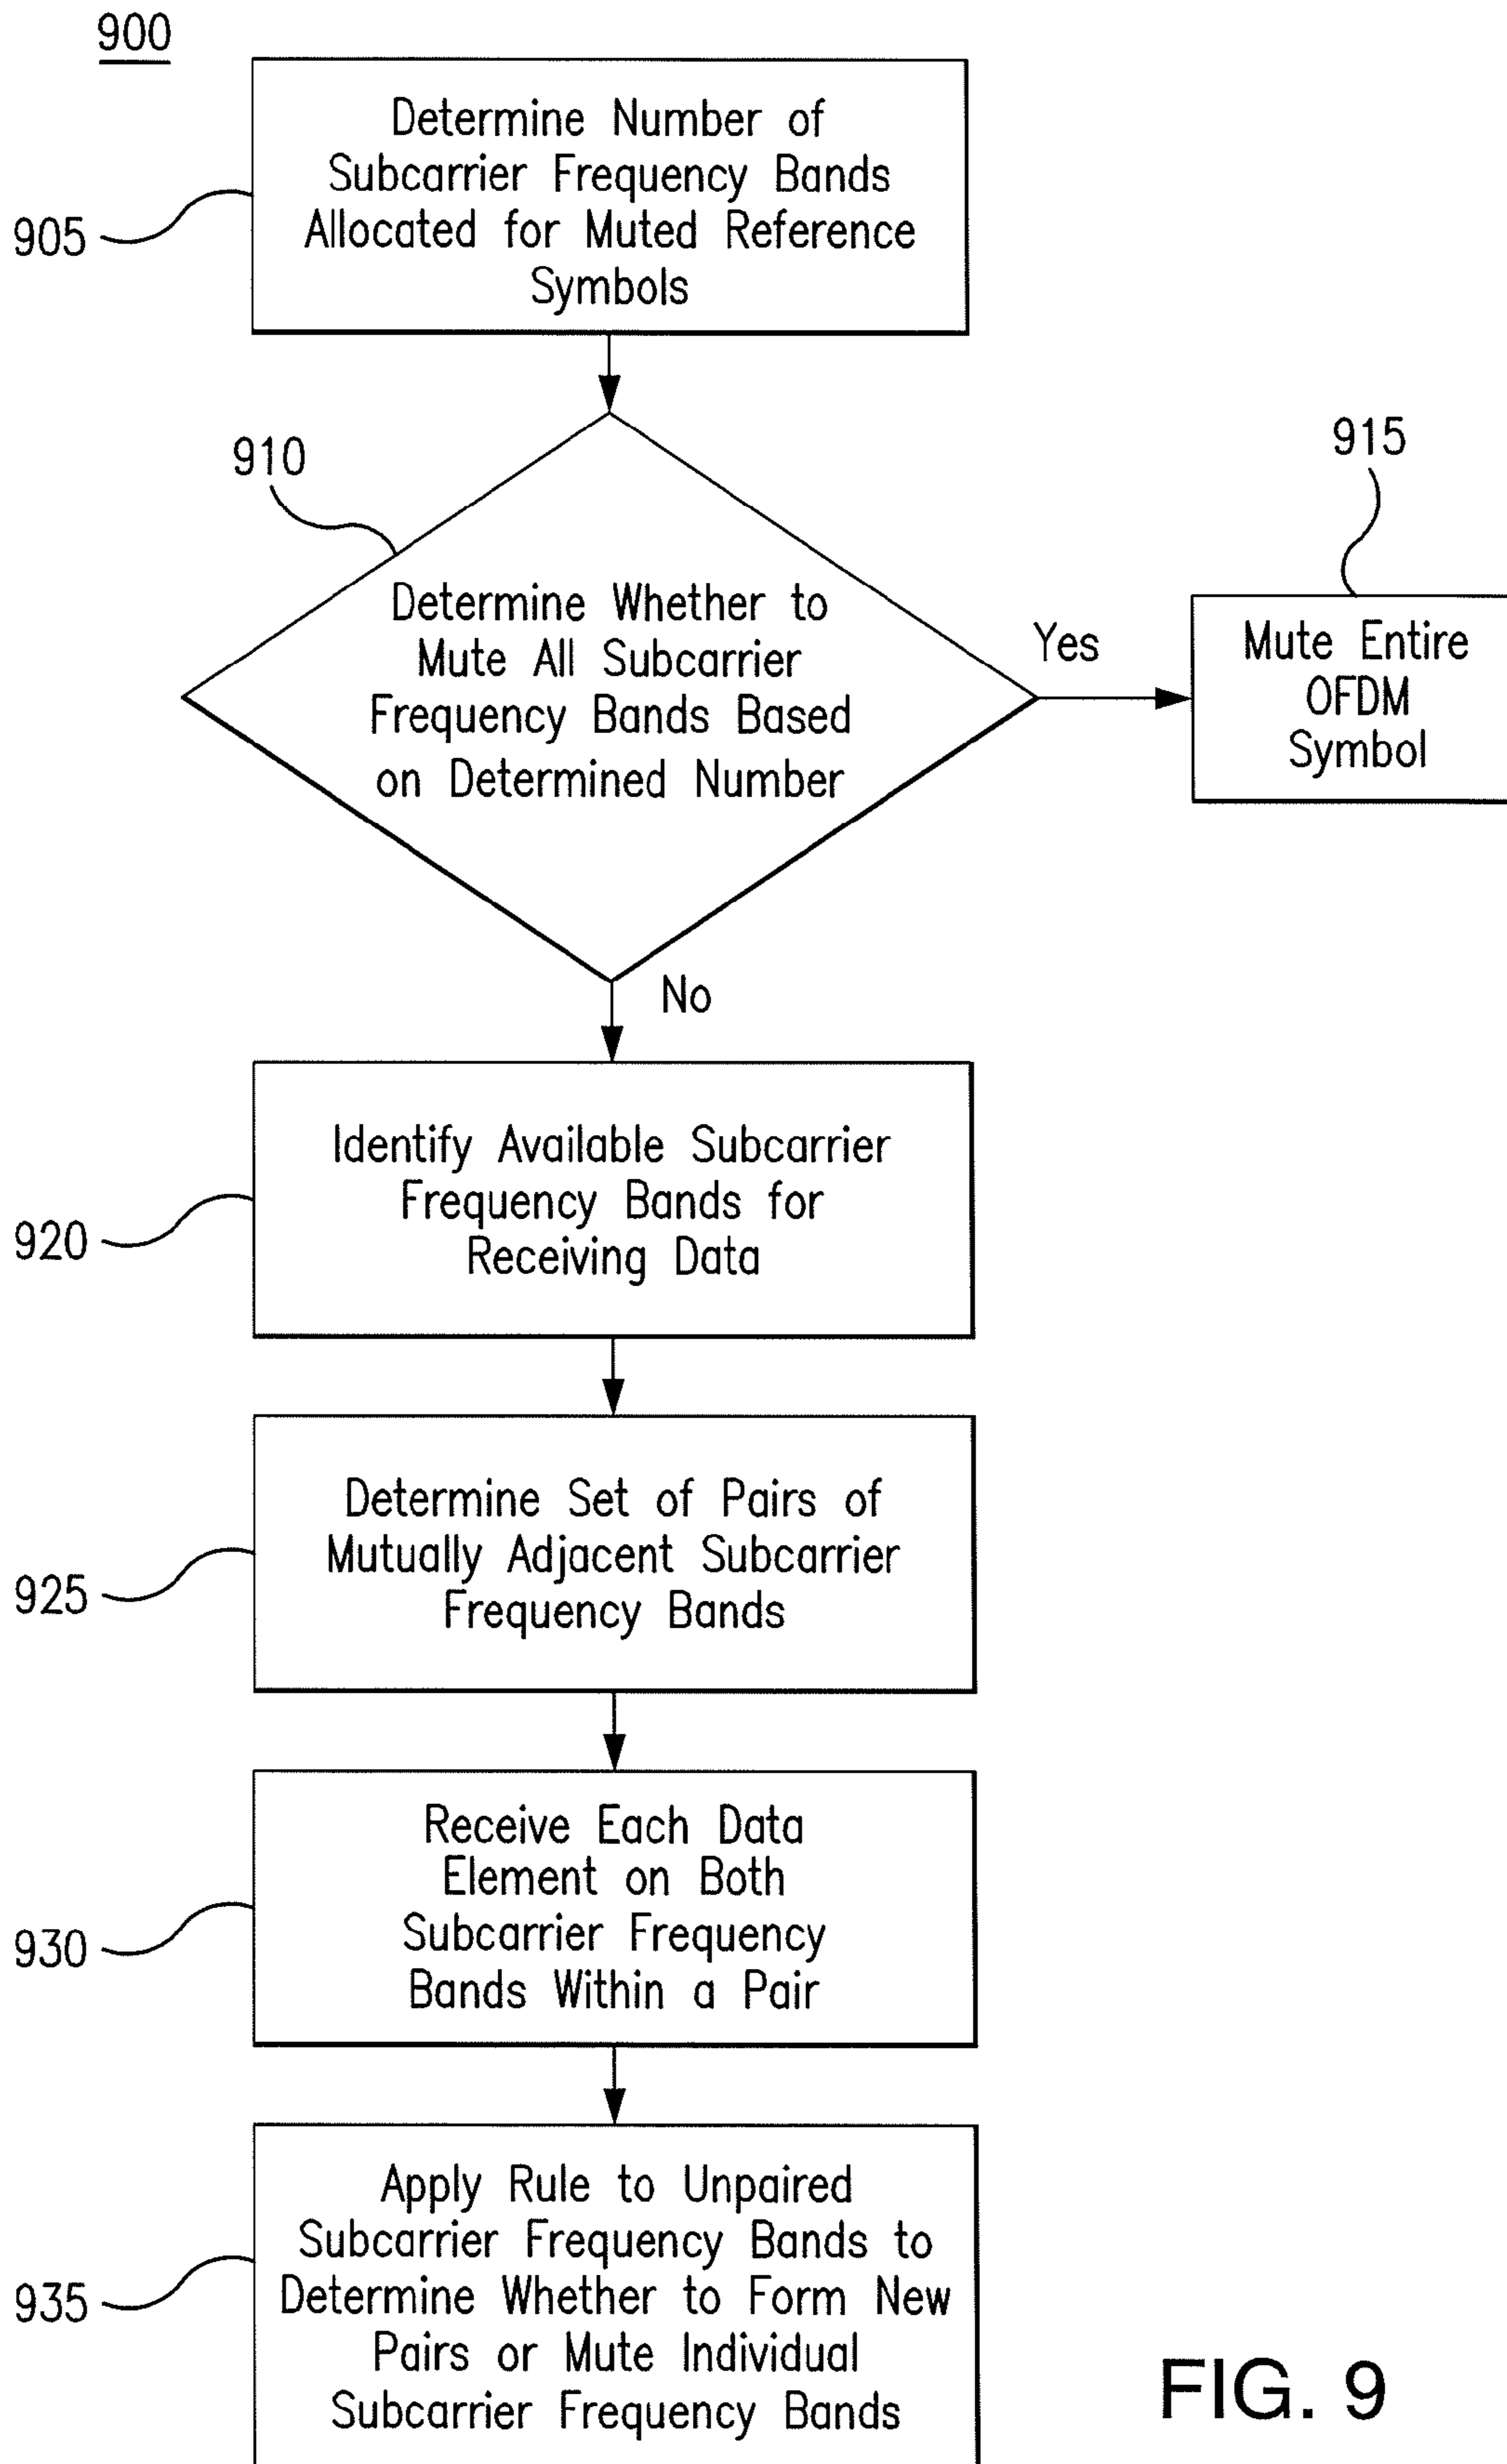 900
Determine Number of
Subcarrier Frequency Bands
Allocated for Muted Reference
Symbols
905
910
915
Determine Whether to
Mute All Subcarrier
Frequency Bands Based
on Determined Number
Yes
Mute Entire
OFDM
Symbol
No
Identify Available Subcarrier
Frequency Bands for
Receiving Data
920
Determine Set of Pairs of
Mutually Adjacent Subcarrier
Frequency Bands
925
Receive Each Data
Element on Both
Subcarrier Frequency
Bands Within a Pair
930
Apply Rule to Unpaired
Subcarrier Frequency Bands to
Determine Whether to Form New
Pairs or Mute Individual
Subcarrier Frequency Bands
935
FIG. 9